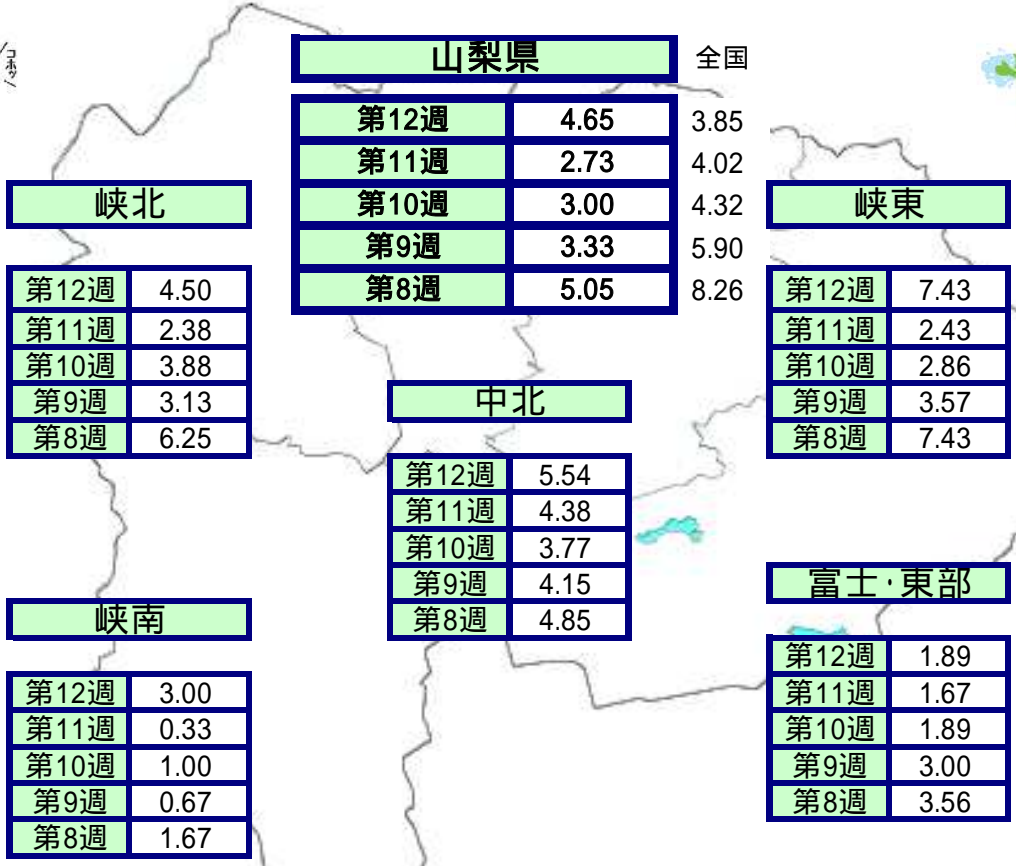 山梨県 全国
第12週 4.65 3.85
第11週 2.73 4.02
第10週 3.00 4.32
第9週 3.33 5.90
第8週 5.05 8.26
峡北
第12週 4.50
第11週 2.38
第10週 3.88
第9週 3.13
第8週 6.25
峡東
第12週 7.43
第11週 2.43
第10週 2.86
第9週 3.57
第8週 7.43
中北
第12週 5.54
第11週 4.38
第10週 3.77
第9週 4.15
第8週 4.85
峡南
第12週 3.00
第11週 0.33
第10週 1.00
第9週 0.67
第8週 1.67
富士・東部
第12週 1.89
第11週 1.67
第10週 1.89
第9週 3.00
第8週 3.56